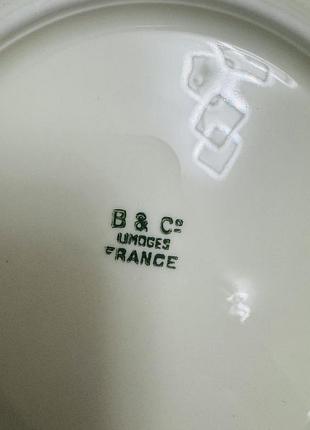 B & Cº
LIMOGES
FRANCE